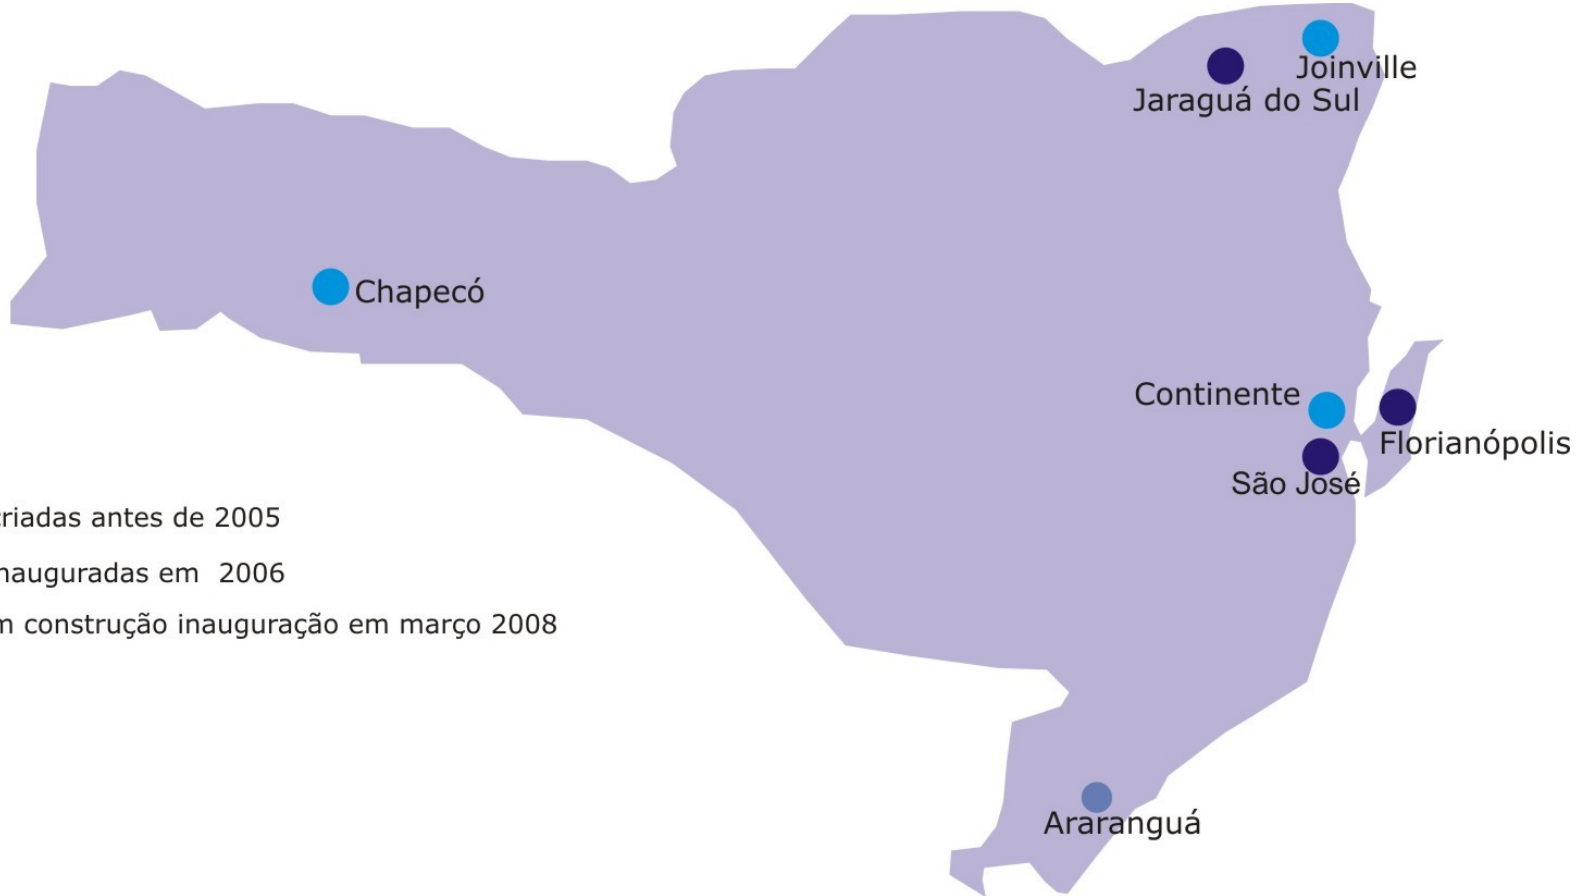 Joinville
Jaraguá do Sul
Chapecó
Continente
Florianópolis
São José
riadas antes de 2005
nauguradas em 2006
m construção inauguração em março 2008
Araranguá